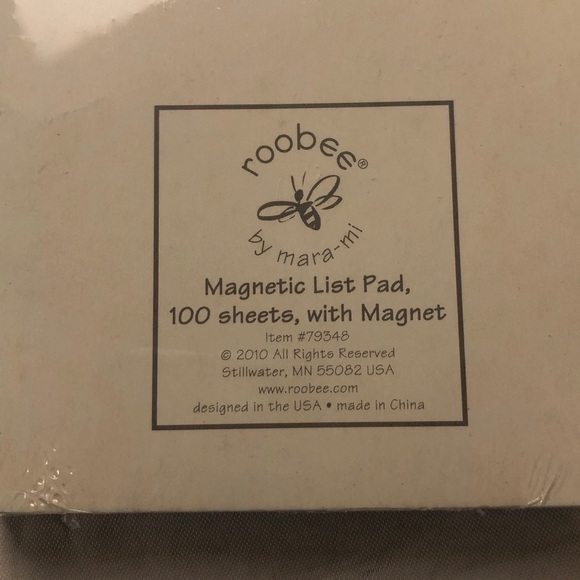 roobee®
by mara-mi
Magnetic List Pad,
100 sheets, with Magnet
Item #79348
© 2010 All Rights Reserved
Stillwater, MN 55082 USA
www.roobee.com
designed in the USA • made in China